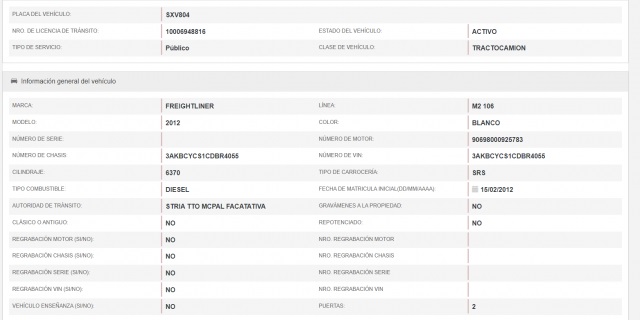 PLACA DEL VEHÍCULO: SXV804
NRO. DE LICENCIA DE TRÁNSITO: 10006948816 ESTADO DEL VEHÍCULO: ACTIVO
TIPO DE SERVICIO: Público CLASE DE VEHÍCULO: TRACTOCAMION
Información general del vehículo
MARCA: FREIGHTLINER LÍNEA: M2 106
MODELO: 2012 COLOR: BLANCO
NÚMERO DE SERIE: NÚMERO DE MOTOR: 90698000925783
NÚMERO DE CHASIS: 3AKBCYCS1CDBR4055 NÚMERO DE VIN: 3AKBCYCS1CDBR4055
CILINDRAJE: 6370 TIPO DE CARROCERÍA: SRS
TIPO COMBUSTIBLE: DIESEL FECHA DE MATRICULA INICIAL(DD/MM/AAAA): 15/02/2012
AUTORIDAD DE TRÁNSITO: STRIA TTO MCPAL FACATATIVA GRAVÁMENES A LA PROPIEDAD: NO
CLÁSICO O ANTIGUO: NO REPOTENCIADO: NO
REGRABACIÓN MOTOR (SI/NO): NO NRO. REGRABACIÓN MOTOR
REGRABACIÓN CHASIS (SI/NO): NO NRO. REGRABACIÓN CHASIS
REGRABACIÓN SERIE (SI/NO): NO NRO. REGRABACIÓN SERIE
REGRABACIÓN VIN (SI/NO): NO NRO. REGRABACIÓN VIN
VEHÍCULO ENSEÑANZA (SI/NO): NO PUERTAS: 2